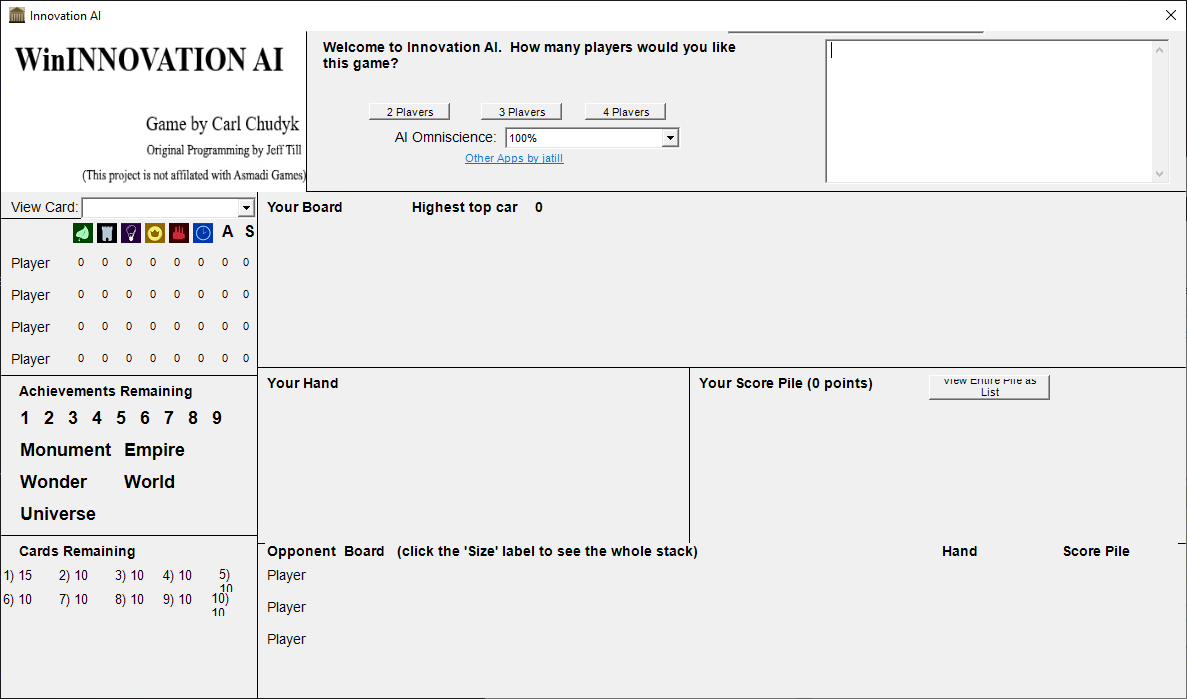 Innovation AI
WinINNOVATION AI
Game by Carl Chudyk
Original Programming by Jeff Till
(This project is not affilated with Asmadi Games)
Welcome to Innovation AI.  How many players would you like
this game?
2 Players 3 Players 4 Players
AI Omniscience: 100%
Other Apps by jatill
View Card:
A S
Player 0 0 0 0 0 0 0 0
Player 0 0 0 0 0 0 0 0
Player 0 0 0 0 0 0 0 0
Player 0 0 0 0 0 0 0 0
Achievements Remaining
1 2 3 4 5 6 7 8 9
Monument Empire
Wonder World
Universe
Cards Remaining
1) 15 2) 10 3) 10 4) 10 5) 10
6) 10 7) 10 8) 10 9) 10 10) 10
Your Board Highest top car 0
Your Hand
Your Score Pile (0 points)
View Entire Pile as
List
Opponent Board (click the 'Size' label to see the whole stack) Hand Score Pile
Player
Player
Player